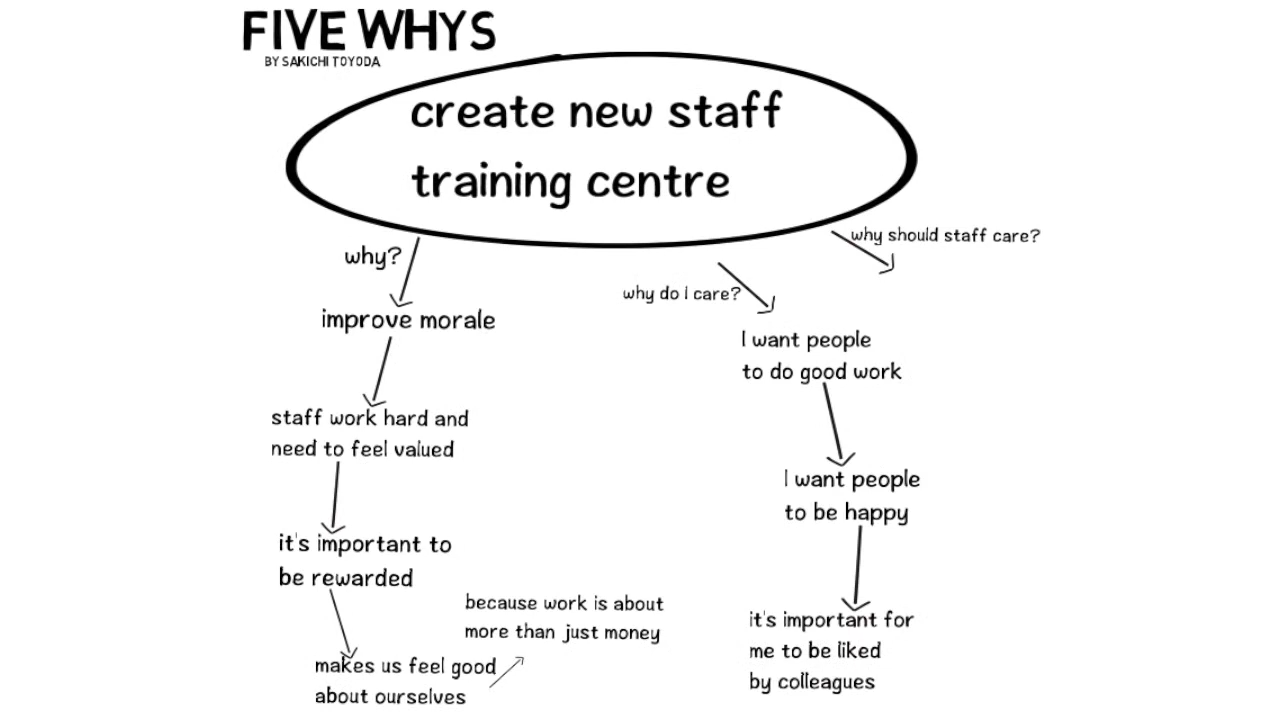 FIVE WHYS
BY SAKICHI TOYODA
create new staff
training centre
why?
improve morale
staff work hard and
need to feel valued
it's important to
be rewarded
makes us feel good
about ourselves
because work is about
more than just money
why do I care?
I want people
to do good work
I want people
to be happy
it's important for
me to be liked
by colleagues
why should staff care?